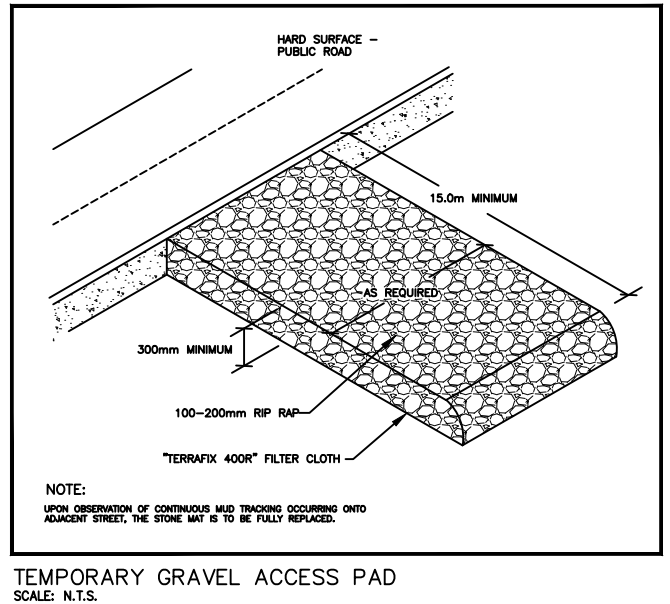 HARD SURFACE –
PUBLIC ROAD
15.0m MINIMUM
AS REQUIRED
300mm MINIMUM
100–200mm RIP RAP
"TERRAFIX 400R" FILTER CLOTH
NOTE:
UPON OBSERVATION OF CONTINUOUS MUD TRACKING OCCURRING ONTO
ADJACENT STREET, THE STONE MAT IS TO BE FULLY REPLACED.
TEMPORARY GRAVEL ACCESS PAD
SCALE: N.T.S.